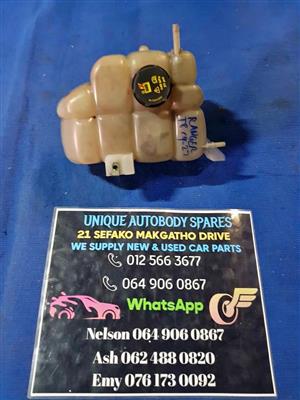 RANGER
UNIQUE AUTOBODY SPARES
21 SEFAKO MAKGATHO DRIVE
WE SUPPLY NEW & USED CAR PARTS
012 566 3677
064 906 0867
WhatsApp
Nelson 064 906 0867
Ash 062 488 0820
Emy 076 173 0092